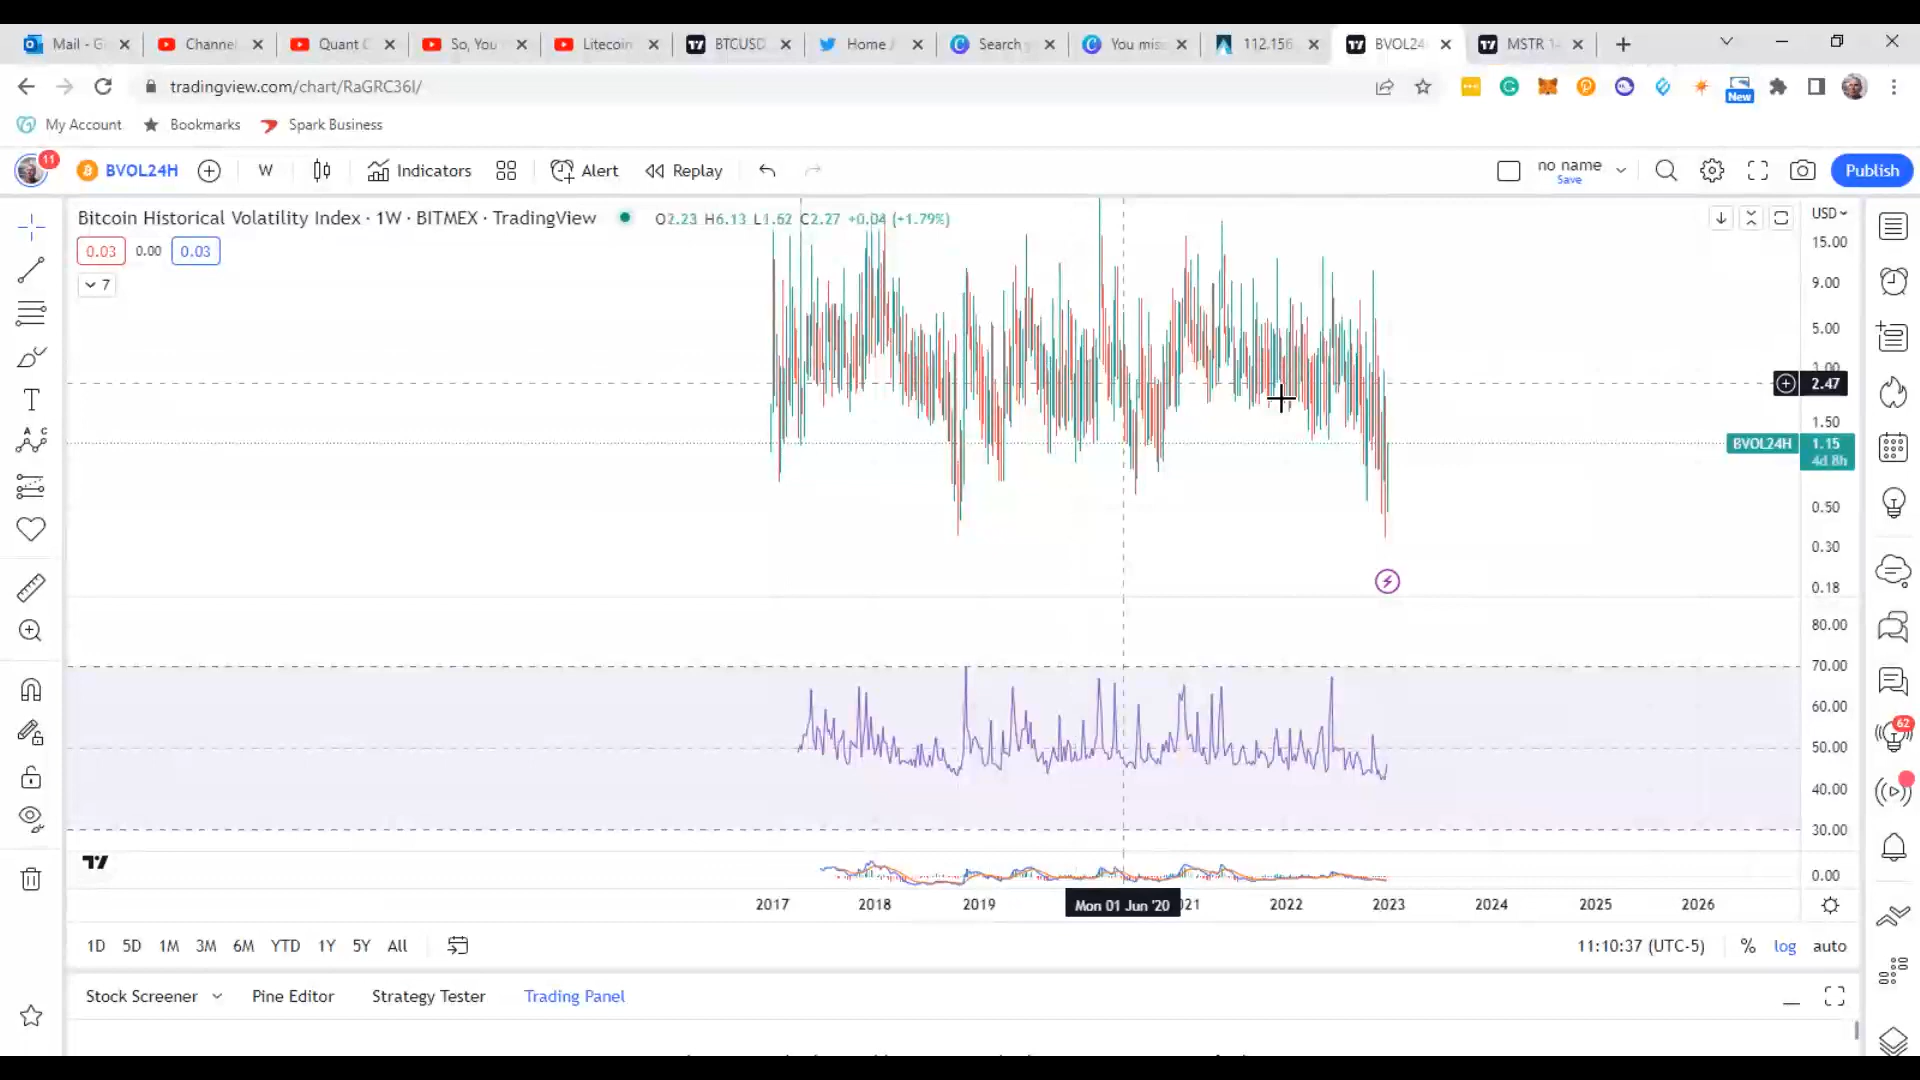 Mail - G
Channel
Quant C
So, You
Litecoin
BTCUSD
Home /
Search
You mis
112.156
BVOL24
MSTR 1
tradingview.com/chart/RaGRC36I/
New
My Account
Bookmarks
Spark Business
11
BVOL24H
W
Indicators
Alert
Replay
no name
Save
Publish
Bitcoin Historical Volatility Index · 1W · BITMEX · TradingView
O2.23 H6.13 L1.62 C2.27 +0.04 (+1.79%)
USD
0.03
0.00
0.03
7
15.00
9.00
5.00
3.00
2.47
1.50
BVOL24H
1.15
4d 8h
0.50
0.30
0.18
80.00
70.00
60.00
50.00
40.00
30.00
0.00
62
2017
2018
2019
Mon 01 Jun '20
021
2022
2023
2024
2025
2026
1D
5D
1M
3M
6M
YTD
1Y
5Y
All
11:10:37 (UTC-5)
%
log
auto
Stock Screener
Pine Editor
Strategy Tester
Trading Panel